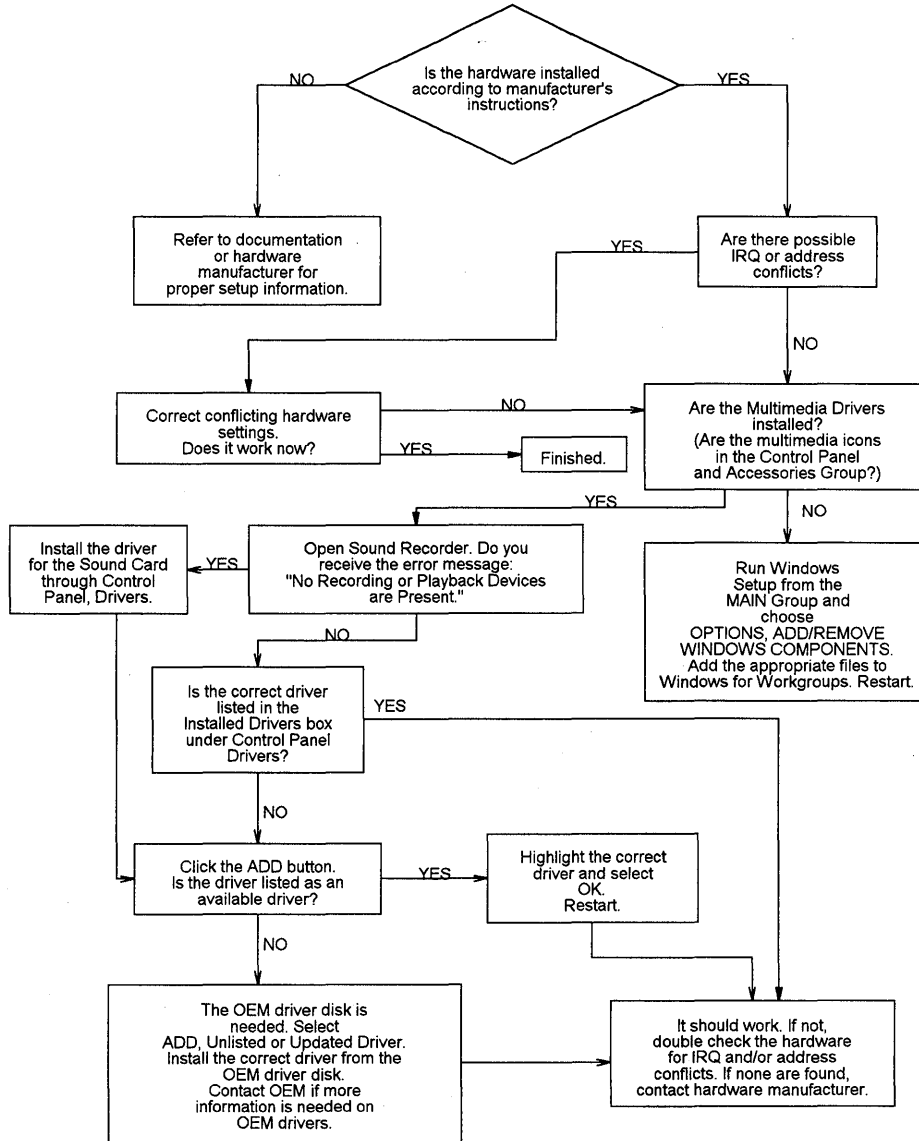 Is the hardware installed
according to manufacturer's
instructions?
NO
YES
Refer to documentation
or hardware
manufacturer for
proper setup information.
YES
Are there possible
IRQ or address
conflicts?
NO
Correct conflicting hardware
settings.
Does it work now?
NO
YES
Finished.
Are the Multimedia Drivers
installed?
(Are the multimedia icons
in the Control Panel
and Accessories Group?)
YES
NO
Install the driver
for the Sound Card
through Control
Panel, Drivers.
YES
Open Sound Recorder. Do you
receive the error message:
"No Recording or Playback Devices
are Present."
Run Windows
Setup from the
MAIN Group and
choose
OPTIONS, ADD/REMOVE
WINDOWS COMPONENTS.
Add the appropriate files to
Windows for Workgroups. Restart.
NO
Is the correct driver
listed in the
Installed Drivers box
under Control Panel
Drivers?
YES
NO
Click the ADD button.
Is the driver listed as an
available driver?
YES
Highlight the correct
driver and select
OK.
Restart.
NO
The OEM driver disk is
needed. Select
ADD, Unlisted or Updated Driver.
Install the correct driver from the
OEM driver disk.
Contact OEM if more
information is needed on
OEM drivers.
It should work. If not,
double check the hardware
for IRQ and/or address
conflicts. If none are found,
contact hardware manufacturer.